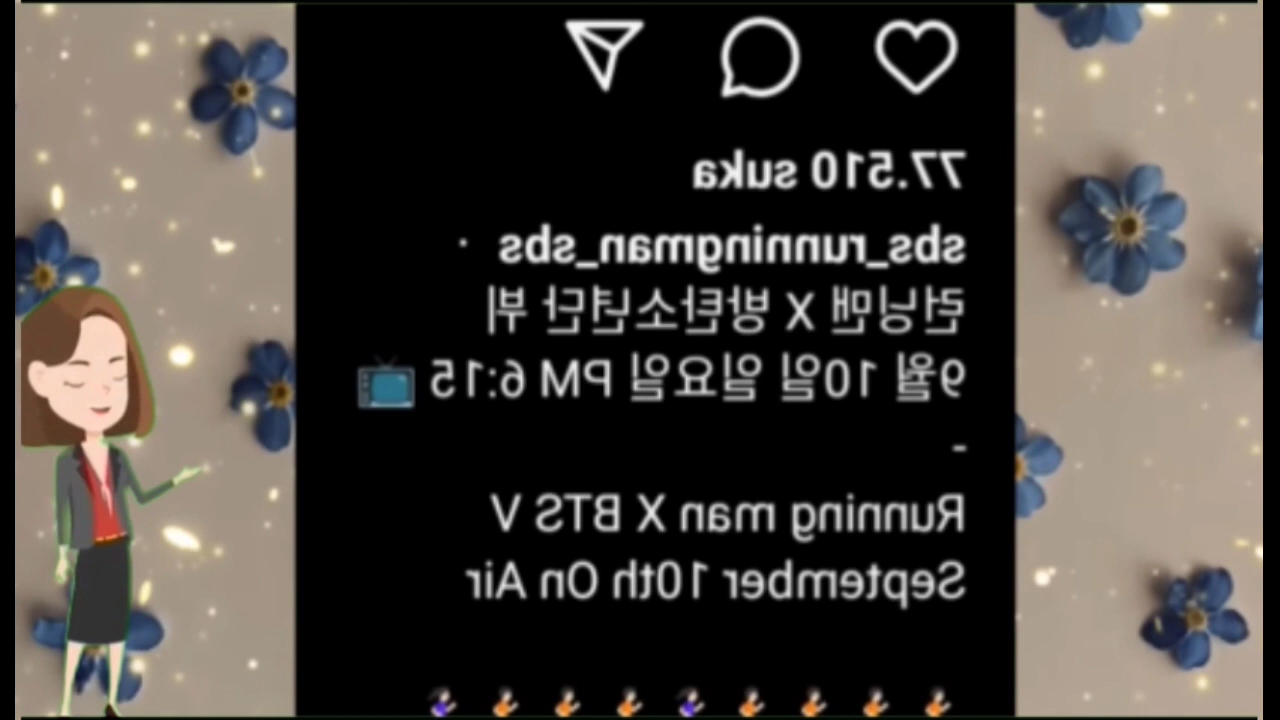 77.510 suka
sbs_runningman_sbs ·
런닝맨 X 방탄소년단 뷔
9월 10일 일요일 PM 6:15 📺
-
Running man X BTS V
September 10th On Air